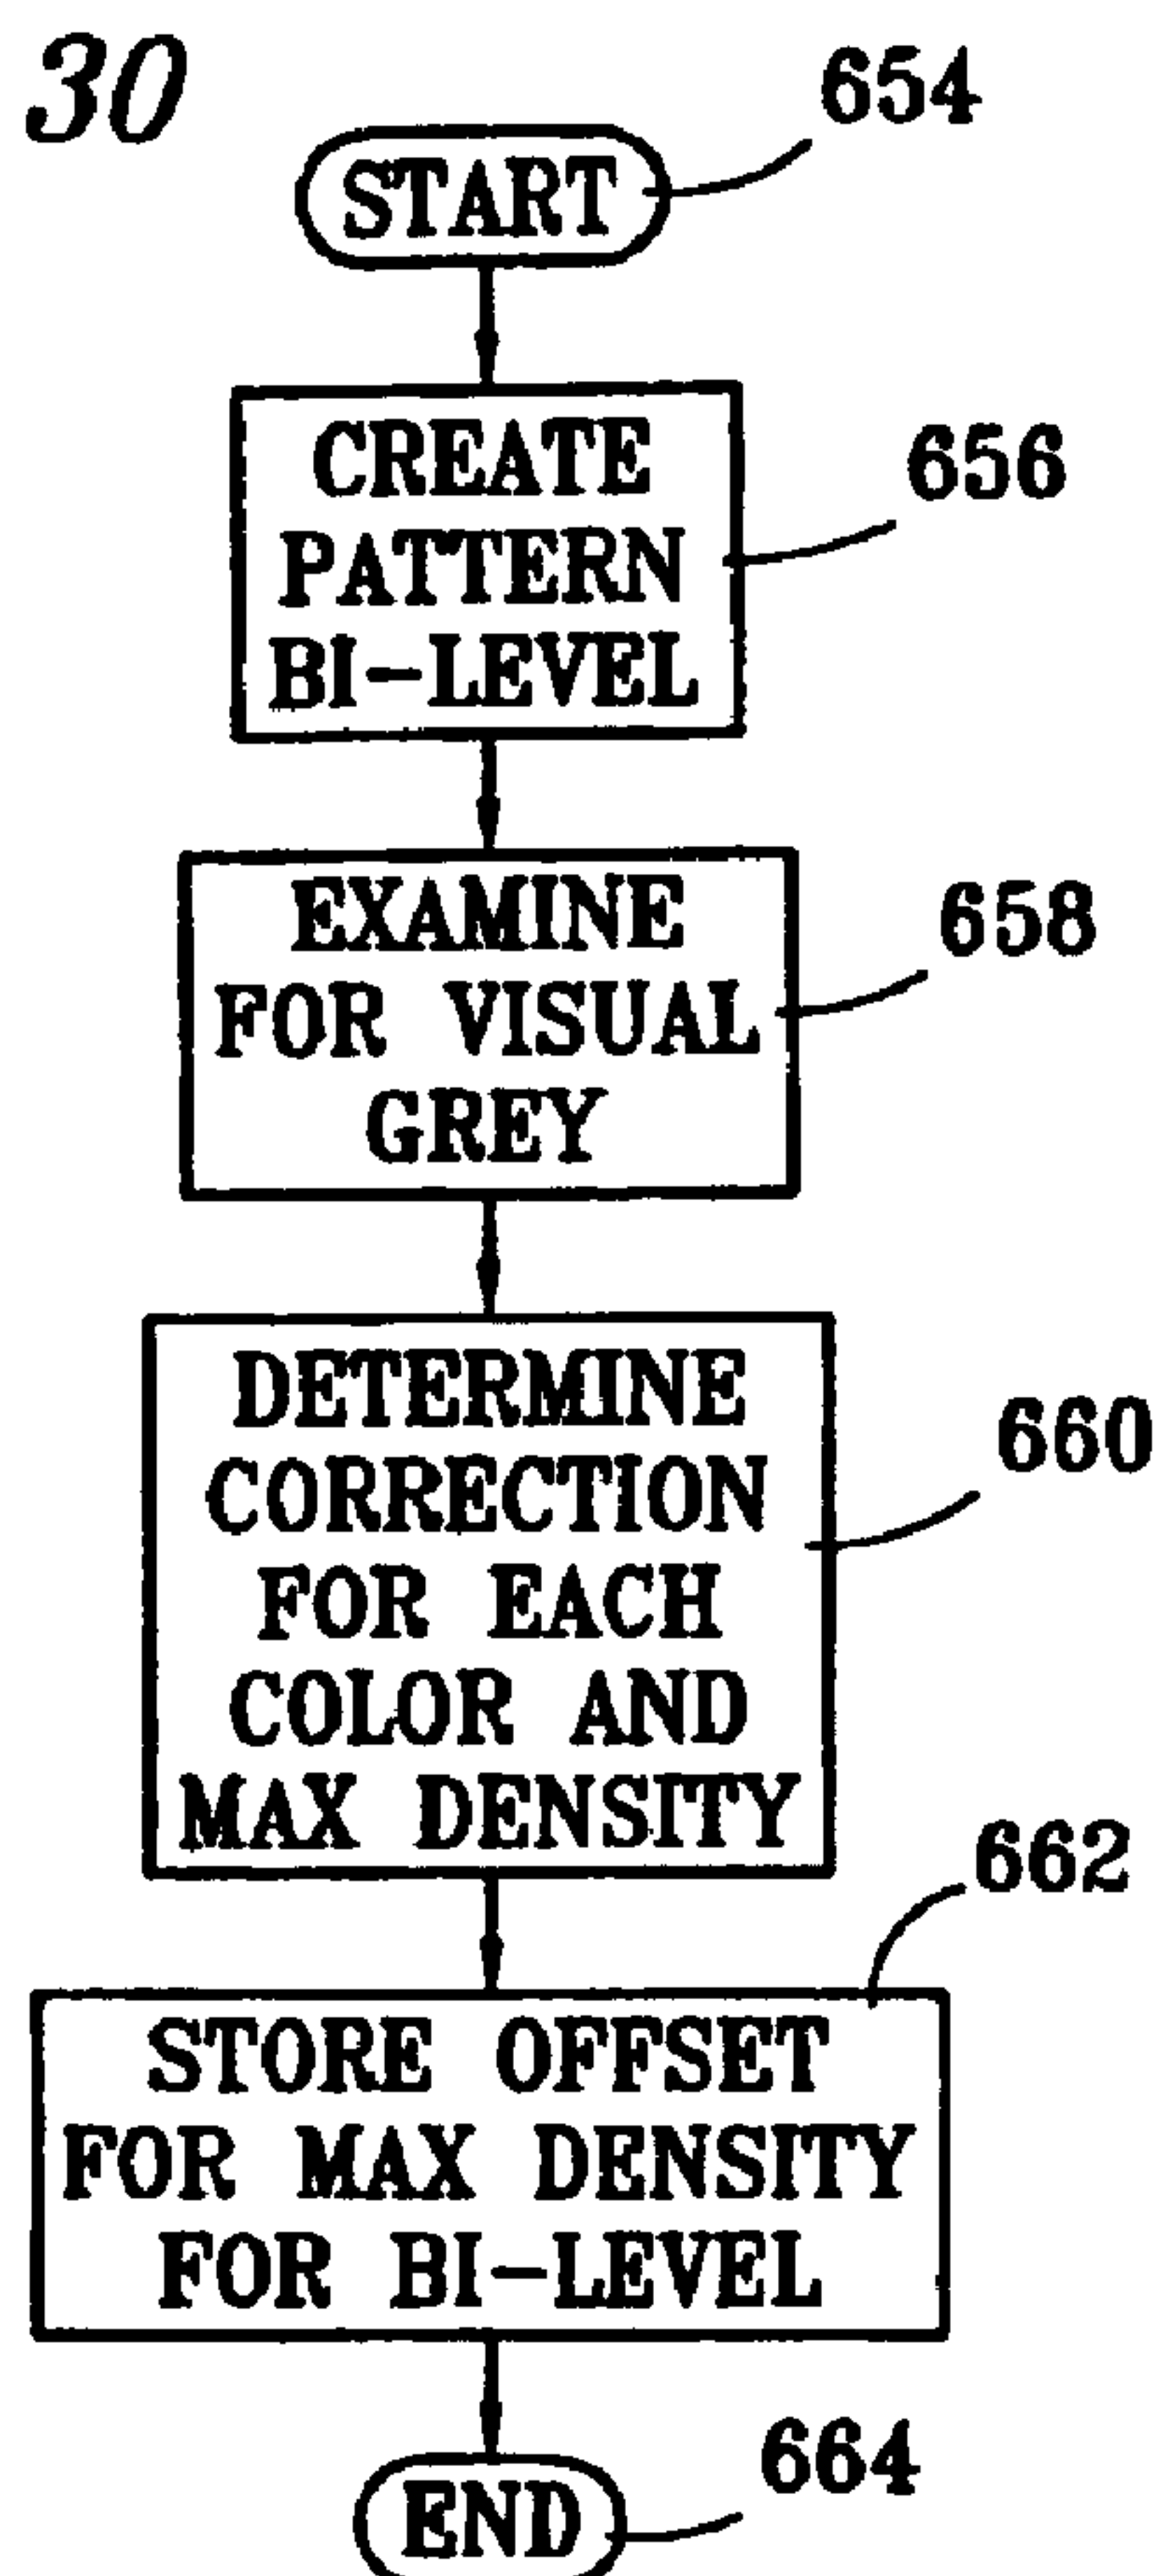 30
654
START
CREATE
PATTERN
BI-LEVEL
656
EXAMINE
FOR VISUAL
GREY
658
DETERMINE
CORRECTION
FOR EACH
COLOR AND
MAX DENSITY
660
662
STORE OFFSET
FOR MAX DENSITY
FOR BI-LEVEL
664
END